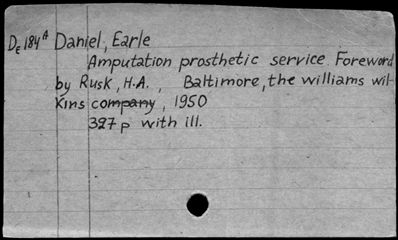 DE 184A Daniel, Earle
Amputation prosthetic service Foreword
by Rusk, H.A., Baltimore, the williams wil-
Kins company, 1950
327 p with ill.